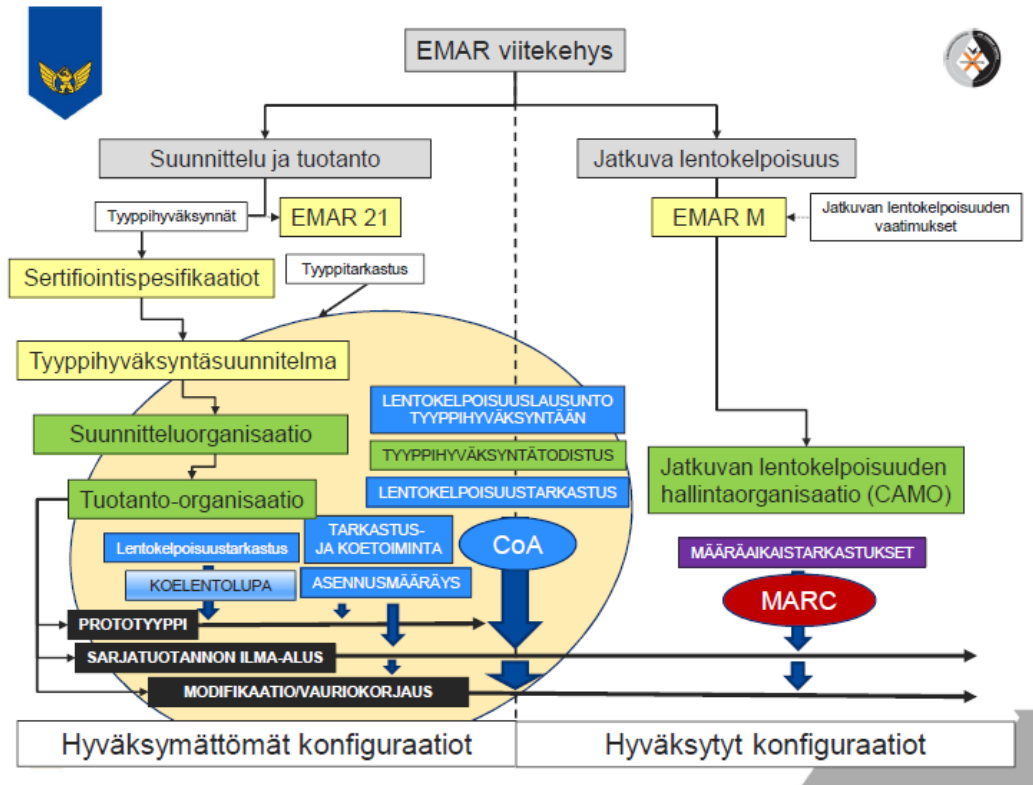 EMAR viitekehys
Suunnittelu ja tuotanto
Jatkuva lentokelpoisuus
Tyyppihyväksynnät
EMAR 21
EMAR M
Jatkuvan lentokelpoisuuden
vaatimukset
Sertifiointispesifikaatiot
Tyyppitarkastus
Tyyppihyväksyntäsuunnitelma
LENTOKELPOISUUSLAUSUNTO
TYYPPIHYVÄKSYNTÄÄN
Suunnitteluorganisaatio
TYYPPIHYVÄKSYNTÄTODISTUS
Jatkuvan lentokelpoisuuden
hallintaorganisaatio (CAMO)
Tuotanto-organisaatio
LENTOKELPOISUUSTARKASTUS
Lentokelpoisuustarkastus
TARKASTUS-
JA KOETOIMINTA
CoA
MÄÄRÄAIKAISTARKASTUKSET
KOELENTOLUPA
ASENNUSMÄÄRÄYS
MARC
PROTOTYYPPI
SARJATUOTANNON ILMA-ALUS
MODIFIKAATIO/VAURIOKORJAUS
Hyväksymättömät konfiguraatiot
Hyväksytyt konfiguraatiot